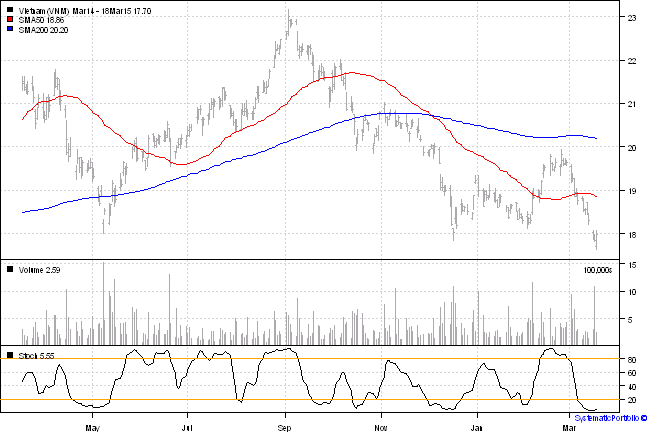 Vietnam (VNM) Mar14 - 18Mar15 17.70
SMA50 18.86
SMA200 20.20
23
22
21
20
19
18
Volume 2.59
100,000s
15
10
5
Stoch 5.55
80
60
40
20
May Jul Sep Nov Jan Mar
SystematicPortfolio ©